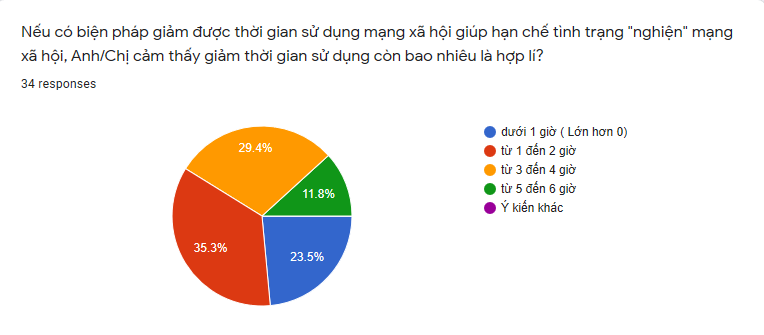 Nếu có biện pháp giảm được thời gian sử dụng mạng xã hội giúp hạn chế tình trạng "nghiện" mạng
xã hội, Anh/Chị cảm thấy giảm thời gian sử dụng còn bao nhiêu là hợp lí?
34 responses
29.4%
11.8%
35.3%
23.5%
dưới 1 giờ ( Lớn hơn 0)
từ 1 đến 2 giờ
từ 3 đến 4 giờ
từ 5 đến 6 giờ
Ý kiến khác